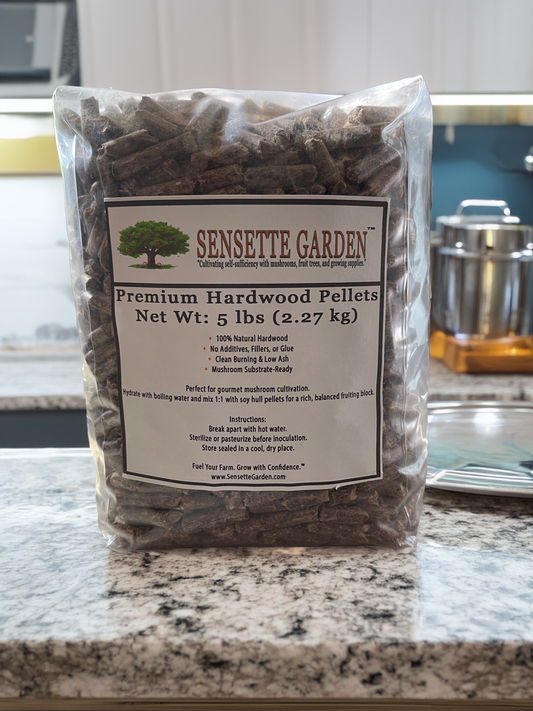 SENSETTE GARDEN™
"Cultivating self-sufficiency with mushrooms, fruit trees, and growing supplies."
Premium Hardwood Pellets
Net Wt: 5 lbs (2.27 kg)
• 100% Natural Hardwood
• No Additives, Fillers, or Glue
• Clean Burning & Low Ash
• Mushroom Substrate-Ready
Perfect for gourmet mushroom cultivation.
Hydrate with boiling water and mix 1:1 with soy hull pellets for a rich, balanced fruiting block.
Instructions:
Break apart with hot water.
Sterilize or pasteurize before inoculation.
Store sealed in a cool, dry place.
Fuel Your Farm. Grow with Confidence.™
www.SensetteGarden.com